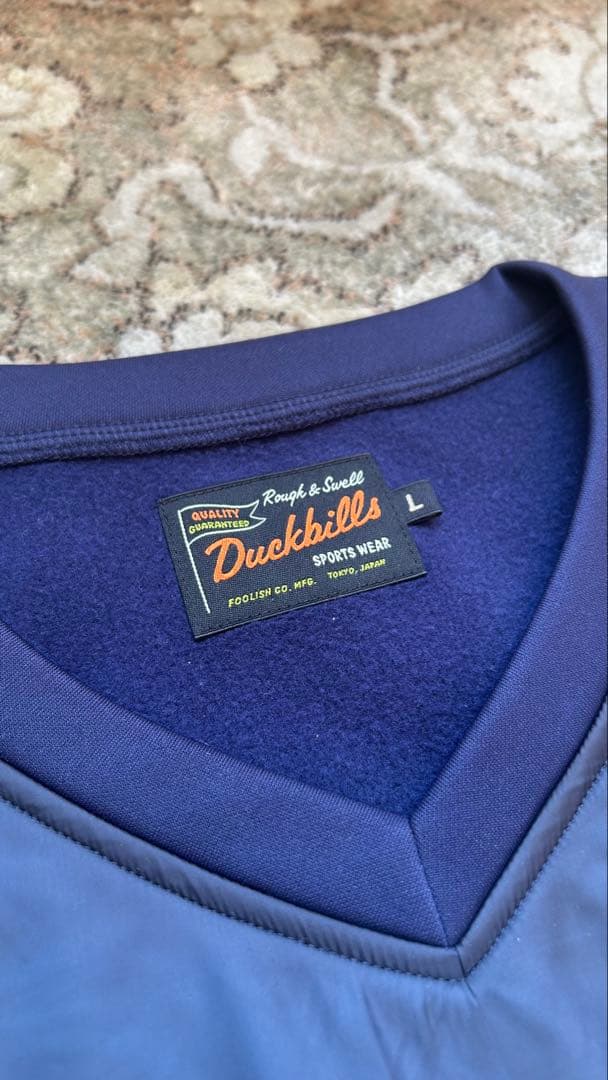 Rough & Swell
QUALITY
GUARANTEED
Duckbills
SPORTS WEAR
FOOLISH CO. MFG. TOKYO, JAPAN
L